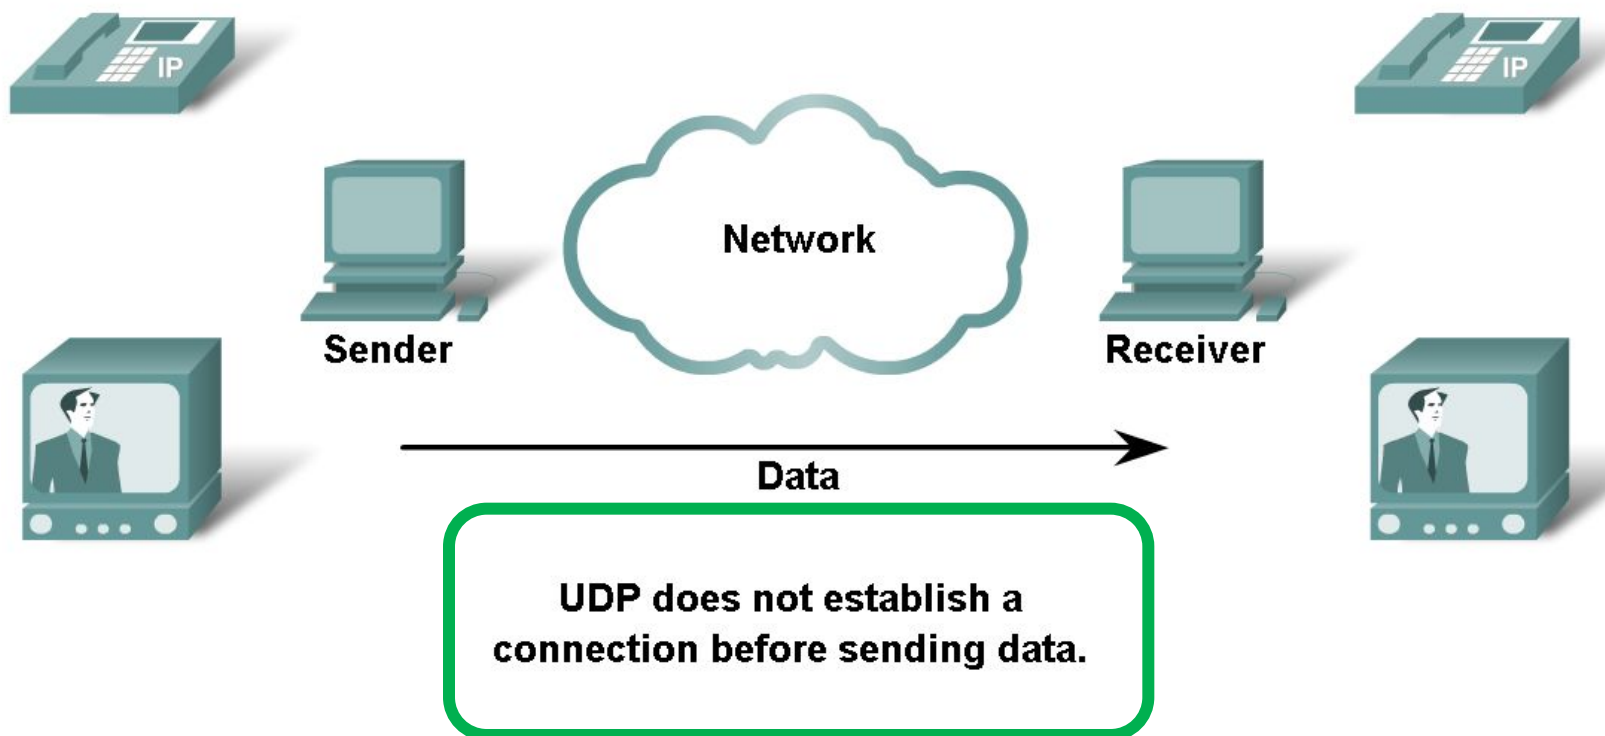 IP
IP
Network
Sender
Receiver
Data
UDP does not establish a
connection before sending data.